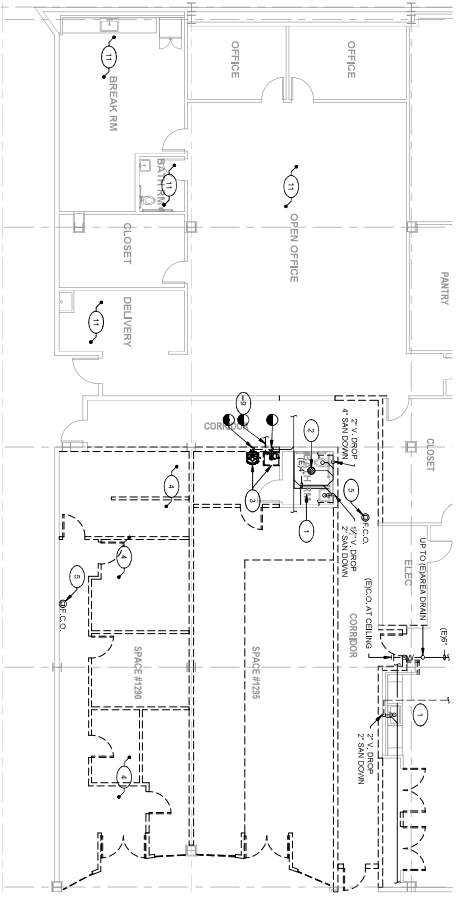 OFFICE
OFFICE
11
BREAK RM
11
BATH RM
11
OPEN OFFICE
CLOSET
PANTRY
11
DELIVERY
CORRIDOR
2" V. DROP
4" SAN DOWN
CLOSET
2
3
4
5
F.C.O.
1
1½" V. DROP
2" SAN DOWN
UP TO (E)AREA DRAIN
ELEC
(E)C.O. AT CEILING
(E)6"
4
5
F.C.O.
CORRIDOR
SPACE #1290
SPACE #1295
1
2" V. DROP
2" SAN DOWN
4